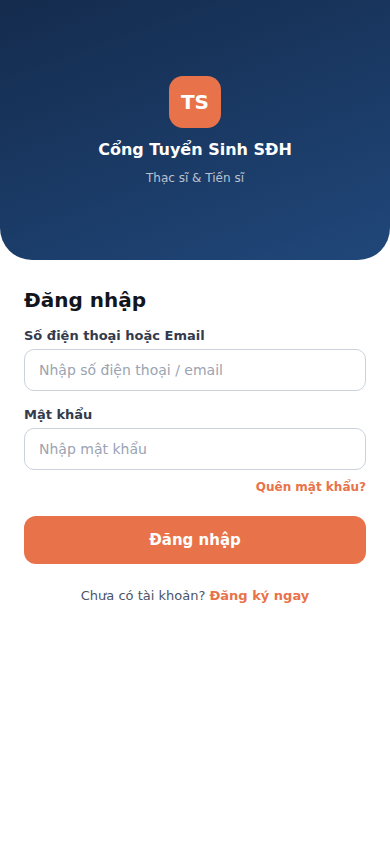 TS
Cổng Tuyển Sinh SĐH
Thạc sĩ & Tiến sĩ
Đăng nhập
Số điện thoại hoặc Email
Nhập số điện thoại / email
Mật khẩu
Nhập mật khẩu
Quên mật khẩu?
Đăng nhập
Chưa có tài khoản? Đăng ký ngay